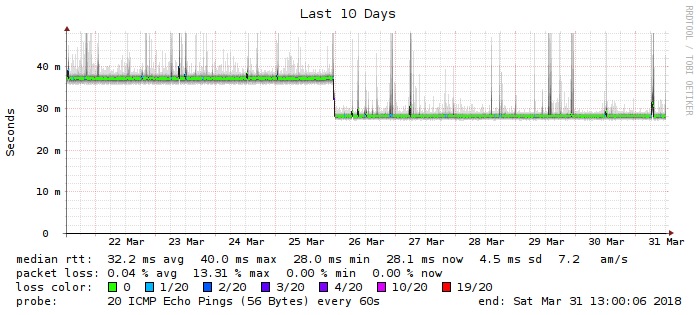 Last 10 Days
RRDTOOL / TOBI OETIKER
Seconds
40 m
30 m
20 m
10 m
0
22 Mar 23 Mar 24 Mar 25 Mar 26 Mar 27 Mar 28 Mar 29 Mar 30 Mar 31 Mar
median rtt: 32.2 ms avg 40.0 ms max 28.0 ms min 28.1 ms now 4.5 ms sd 7.2 am/s
packet loss: 0.04 % avg 13.31 % max 0.00 % min 0.00 % now
loss color: 0 1/20 2/20 3/20 4/20 10/20 19/20
probe: 20 ICMP Echo Pings (56 Bytes) every 60s end: Sat Mar 31 13:00:06 2018